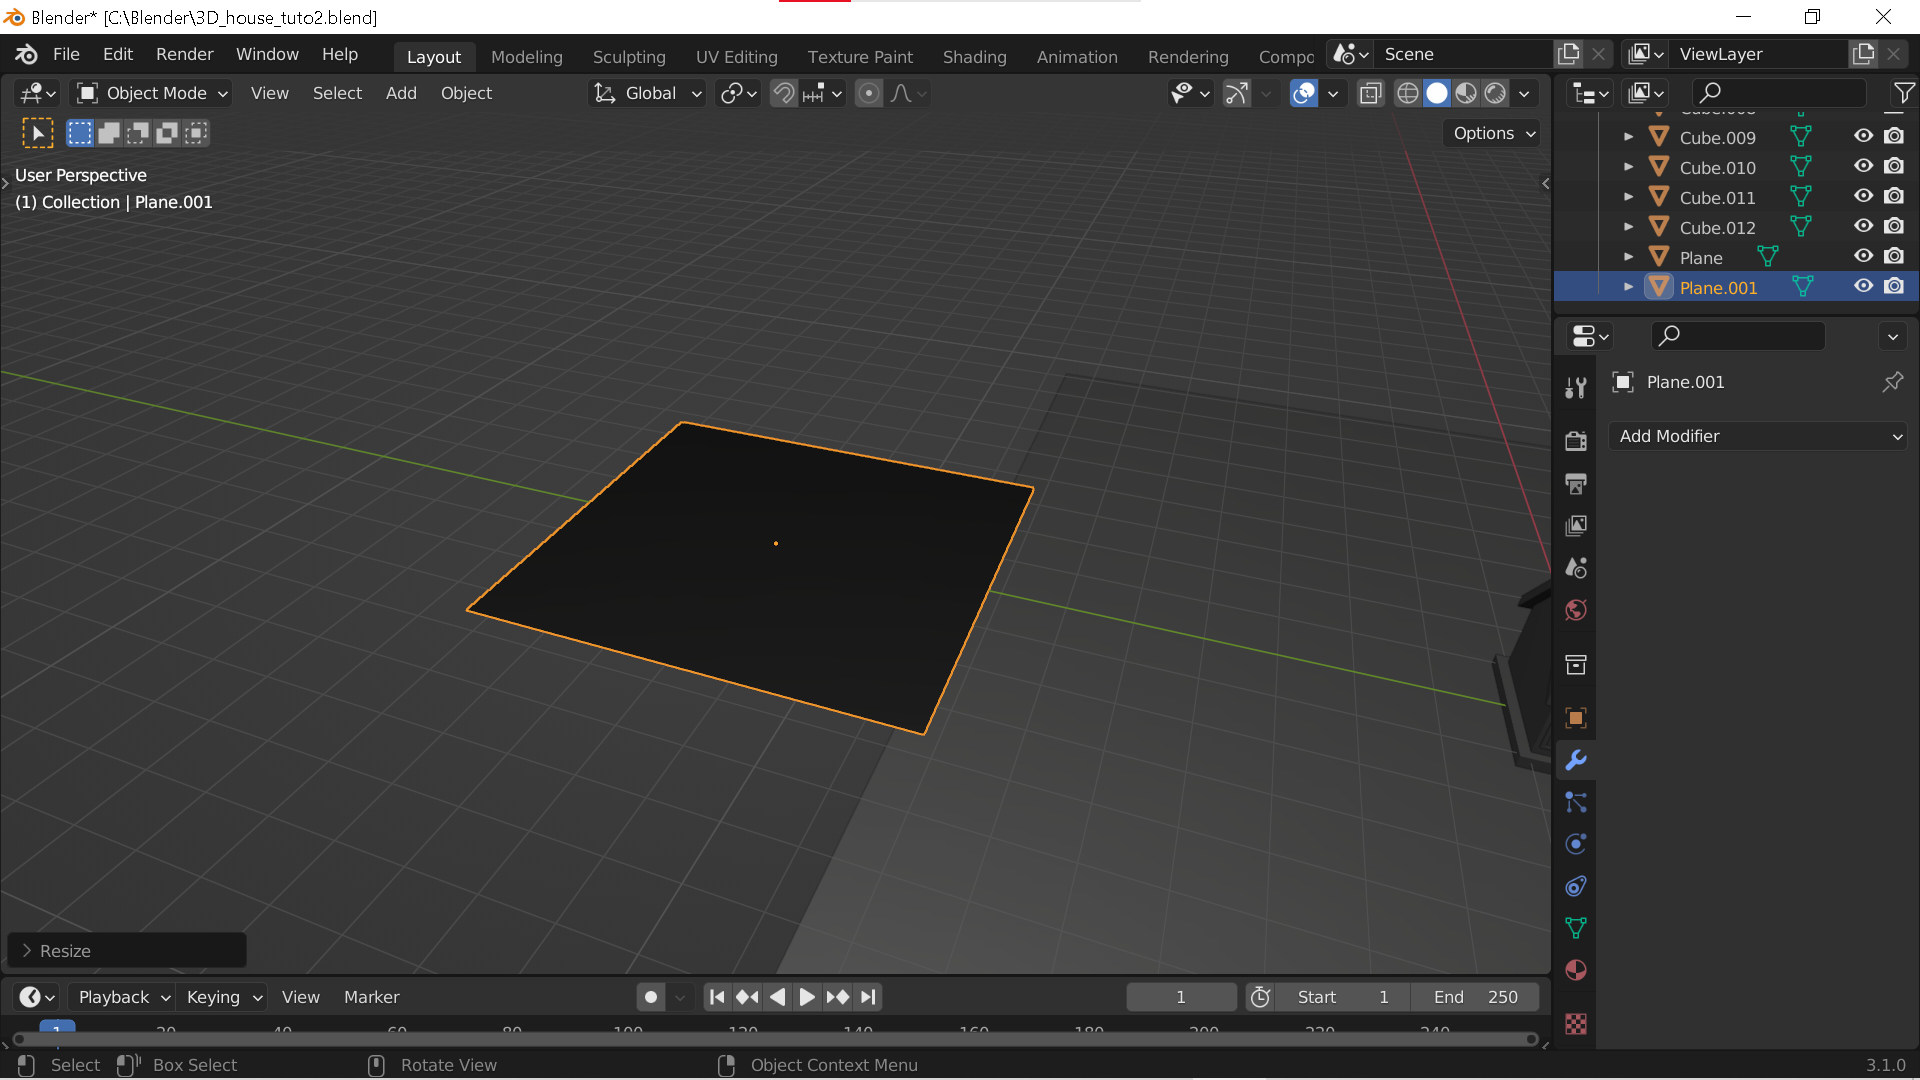 Blender* [C:\Blender\3D_house_tuto2.blend]
File Edit Render Window Help Layout Modeling Sculpting UV Editing Texture Paint Shading Animation Rendering Compo Scene ViewLayer
Object Mode View Select Add Object Global
Options
User Perspective
(1) Collection | Plane.001
Cube.008
Cube.009
Cube.010
Cube.011
Cube.012
Plane
Plane.001
Plane.001
Add Modifier
Resize
Playback Keying View Marker 1 Start 1 End 250
1 20 40 60 80 100 120 140 160 180 200 220 240
Select Box Select Rotate View Object Context Menu 3.1.0